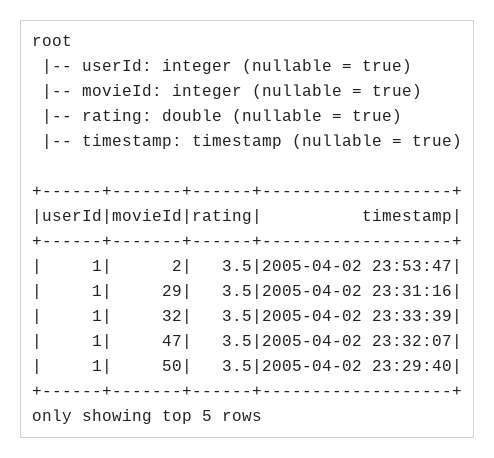 root
 |-- userId: integer (nullable = true)
 |-- movieId: integer (nullable = true)
 |-- rating: double (nullable = true)
 |-- timestamp: timestamp (nullable = true)

+------+-------+------+-------------------+
|userId|movieId|rating|          timestamp|
+------+-------+------+-------------------+
|     1|      2|   3.5|2005-04-02 23:53:47|
|     1|     29|   3.5|2005-04-02 23:31:16|
|     1|     32|   3.5|2005-04-02 23:33:39|
|     1|     47|   3.5|2005-04-02 23:32:07|
|     1|     50|   3.5|2005-04-02 23:29:40|
+------+-------+------+-------------------+
only showing top 5 rows